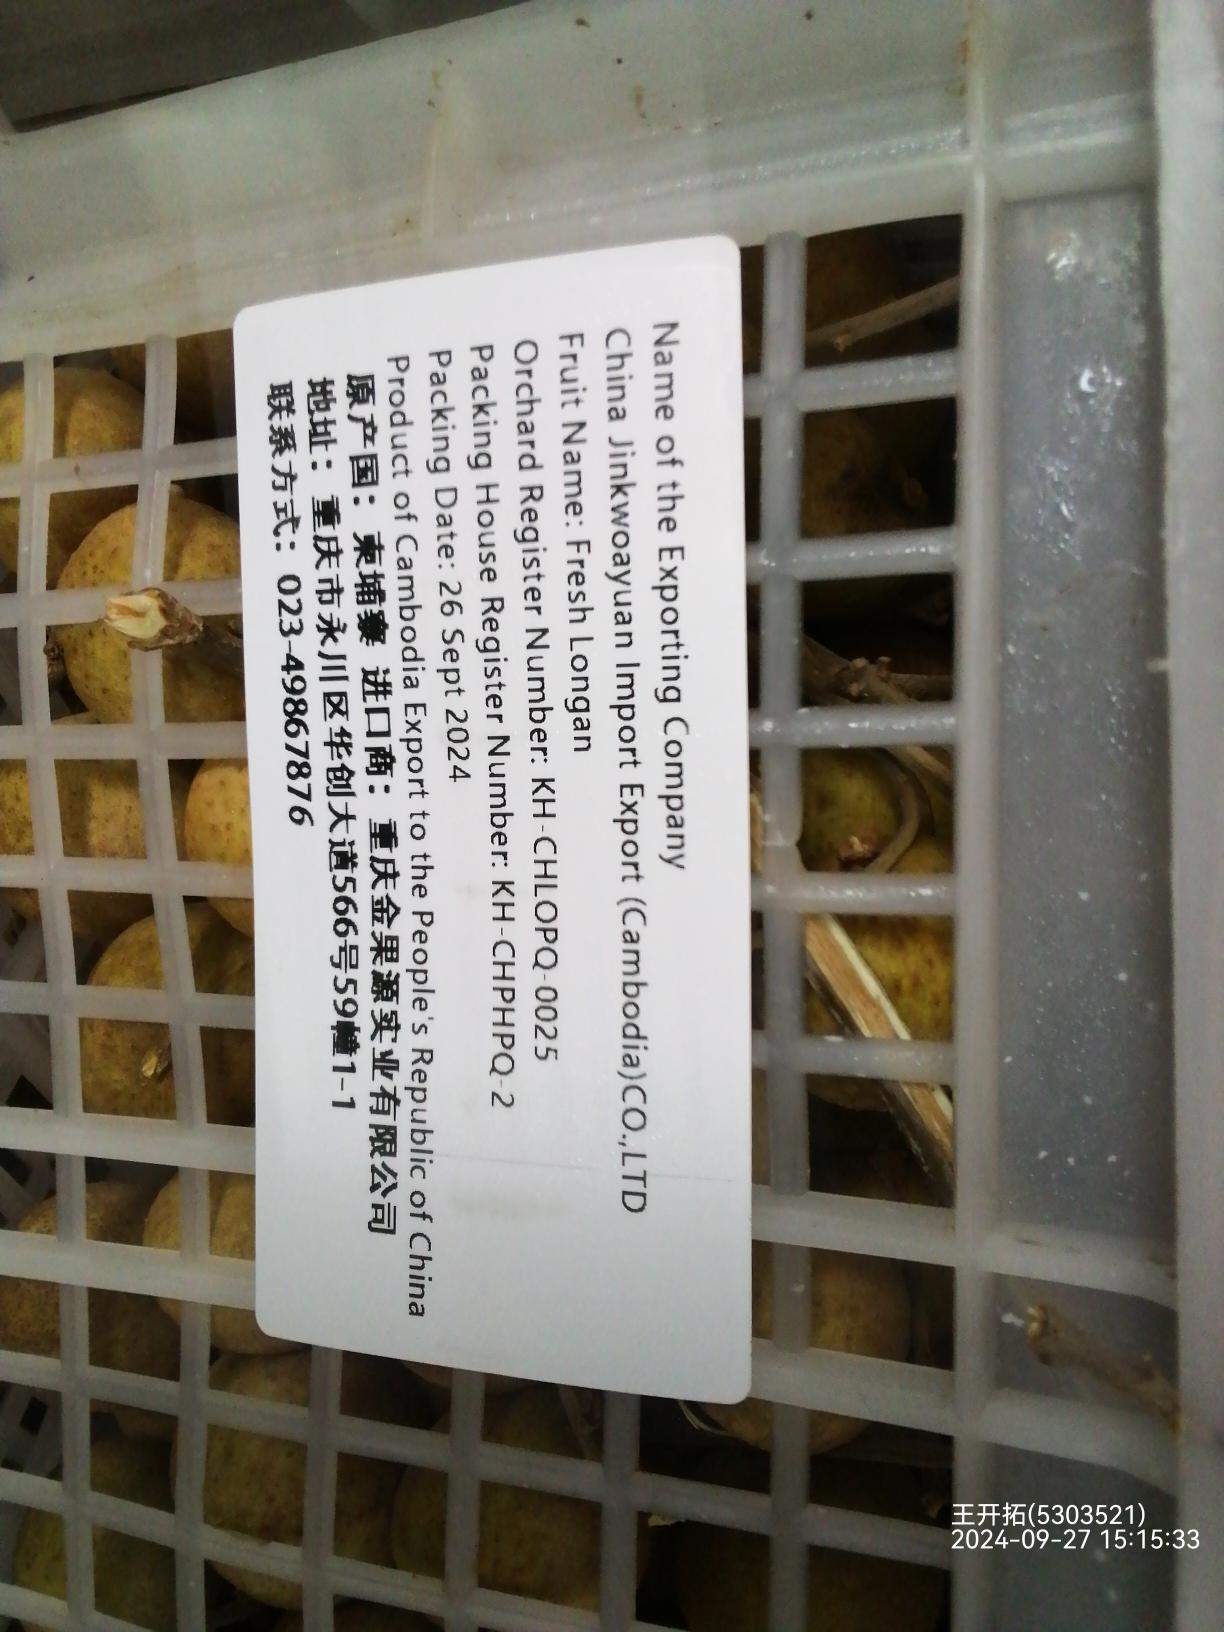 Name of the Exporting Company
China Jinkwoayuan Import Export (Cambodia)CO.,LTD
Fruit Name: Fresh Longan
Orchard Register Number: KH-CHLOPQ-0025
Packing House Register Number: KH-CHPHPQ-2
Packing Date: 26 Sept 2024
Product of Cambodia Export to the People's Republic of China
原产国：柬埔寨 进口商：重庆金果源实业有限公司
地址：重庆市永川区华创大道566号59幢1-1
联系方式：023-49867876
王开拓(5303521)
2024-09-27 15:15:33